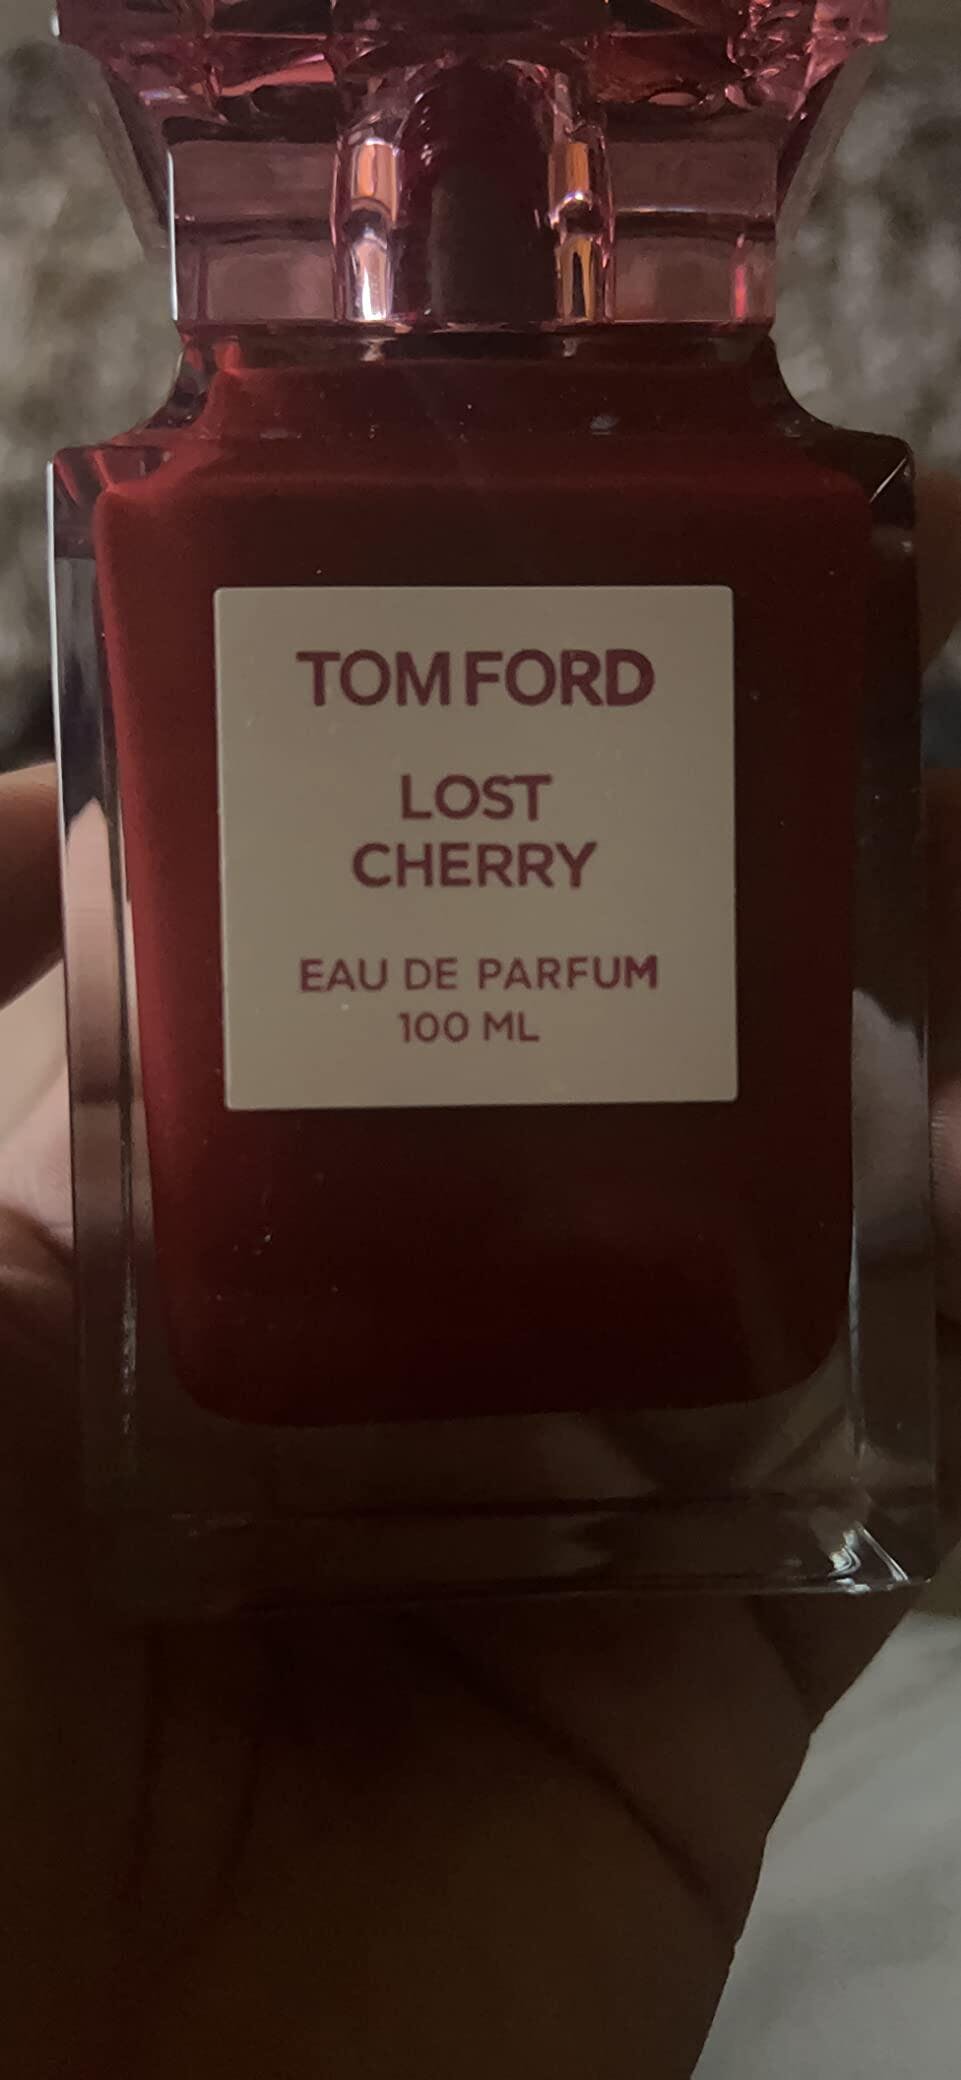 TOM FORD
LOST
CHERRY
EAU DE PARFUM
100 ML